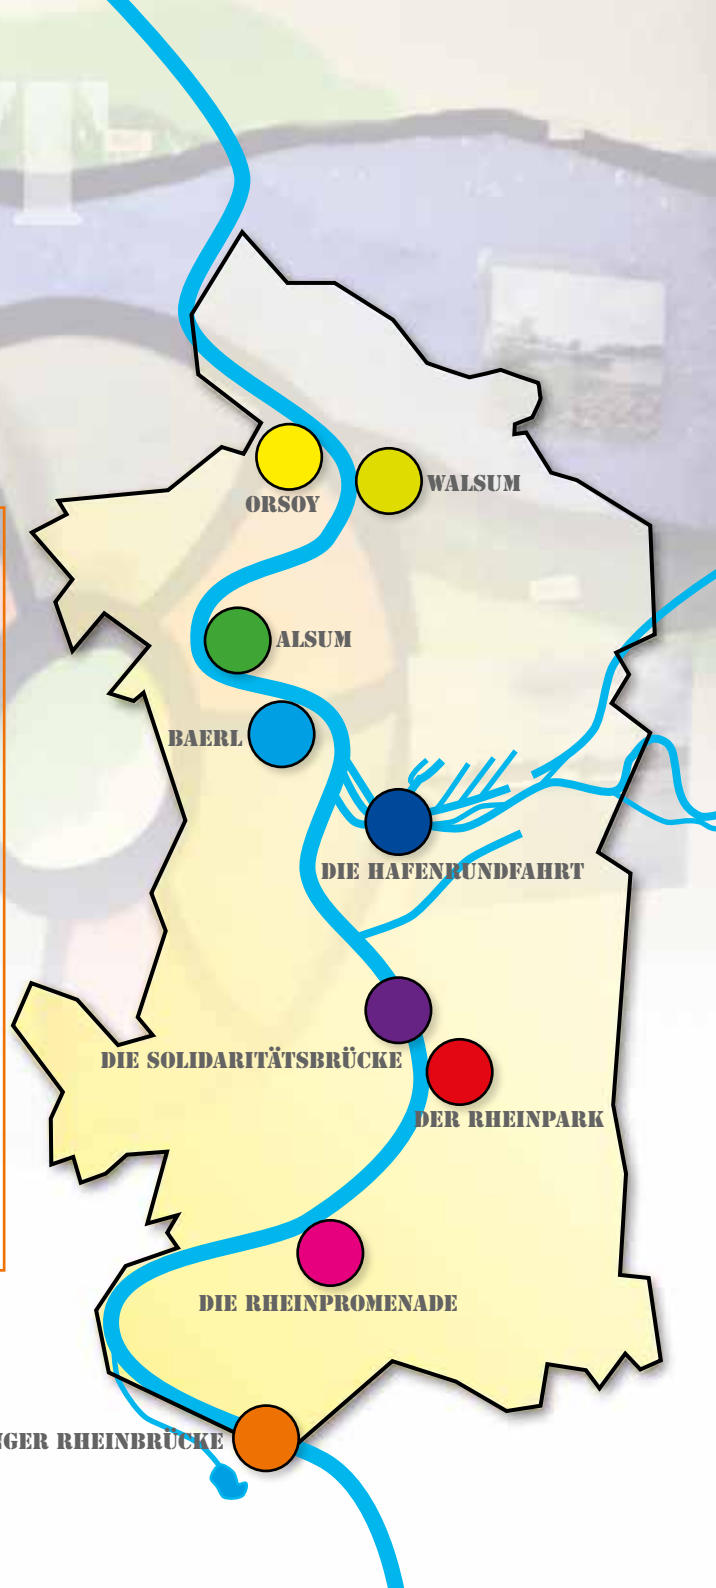 ORSOY
WALSUM
ALSUM
BAERL
DIE HAFENRUNDFAHRT
DIE SOLIDARITÄTSBRÜCKE
DER RHEINPARK
DIE RHEINPROMENADE
RHEINBRÜCKE